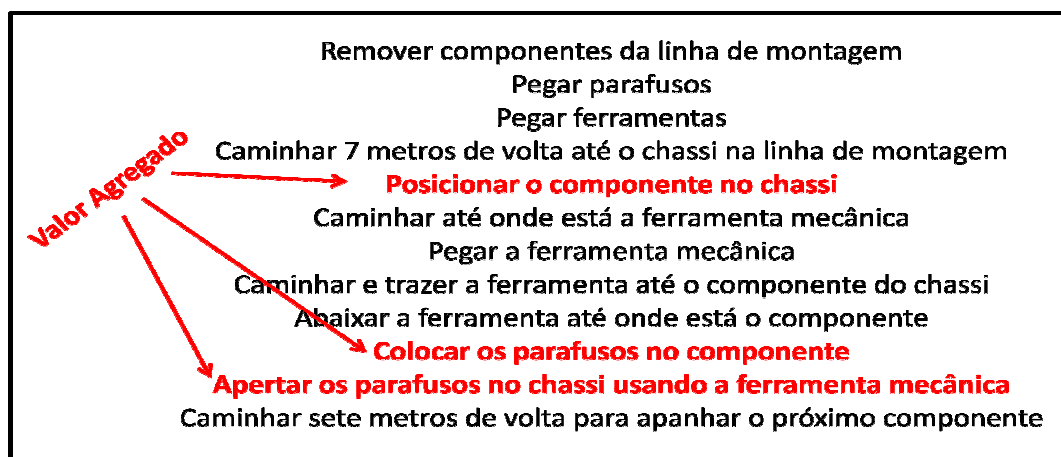 Remover componentes da linha de montagem
Pegar parafusos
Pegar ferramentas
Caminhar 7 metros de volta até o chassi na linha de montagem
Valor Agregado
Posicionar o componente no chassi
Caminhar até onde está a ferramenta mecânica
Pegar a ferramenta mecânica
Caminhar e trazer a ferramenta até o componente do chassi
Abaixar a ferramenta até onde está o componente
Colocar os parafusos no componente
Apertar os parafusos no chassi usando a ferramenta mecânica
Caminhar sete metros de volta para apanhar o próximo componente